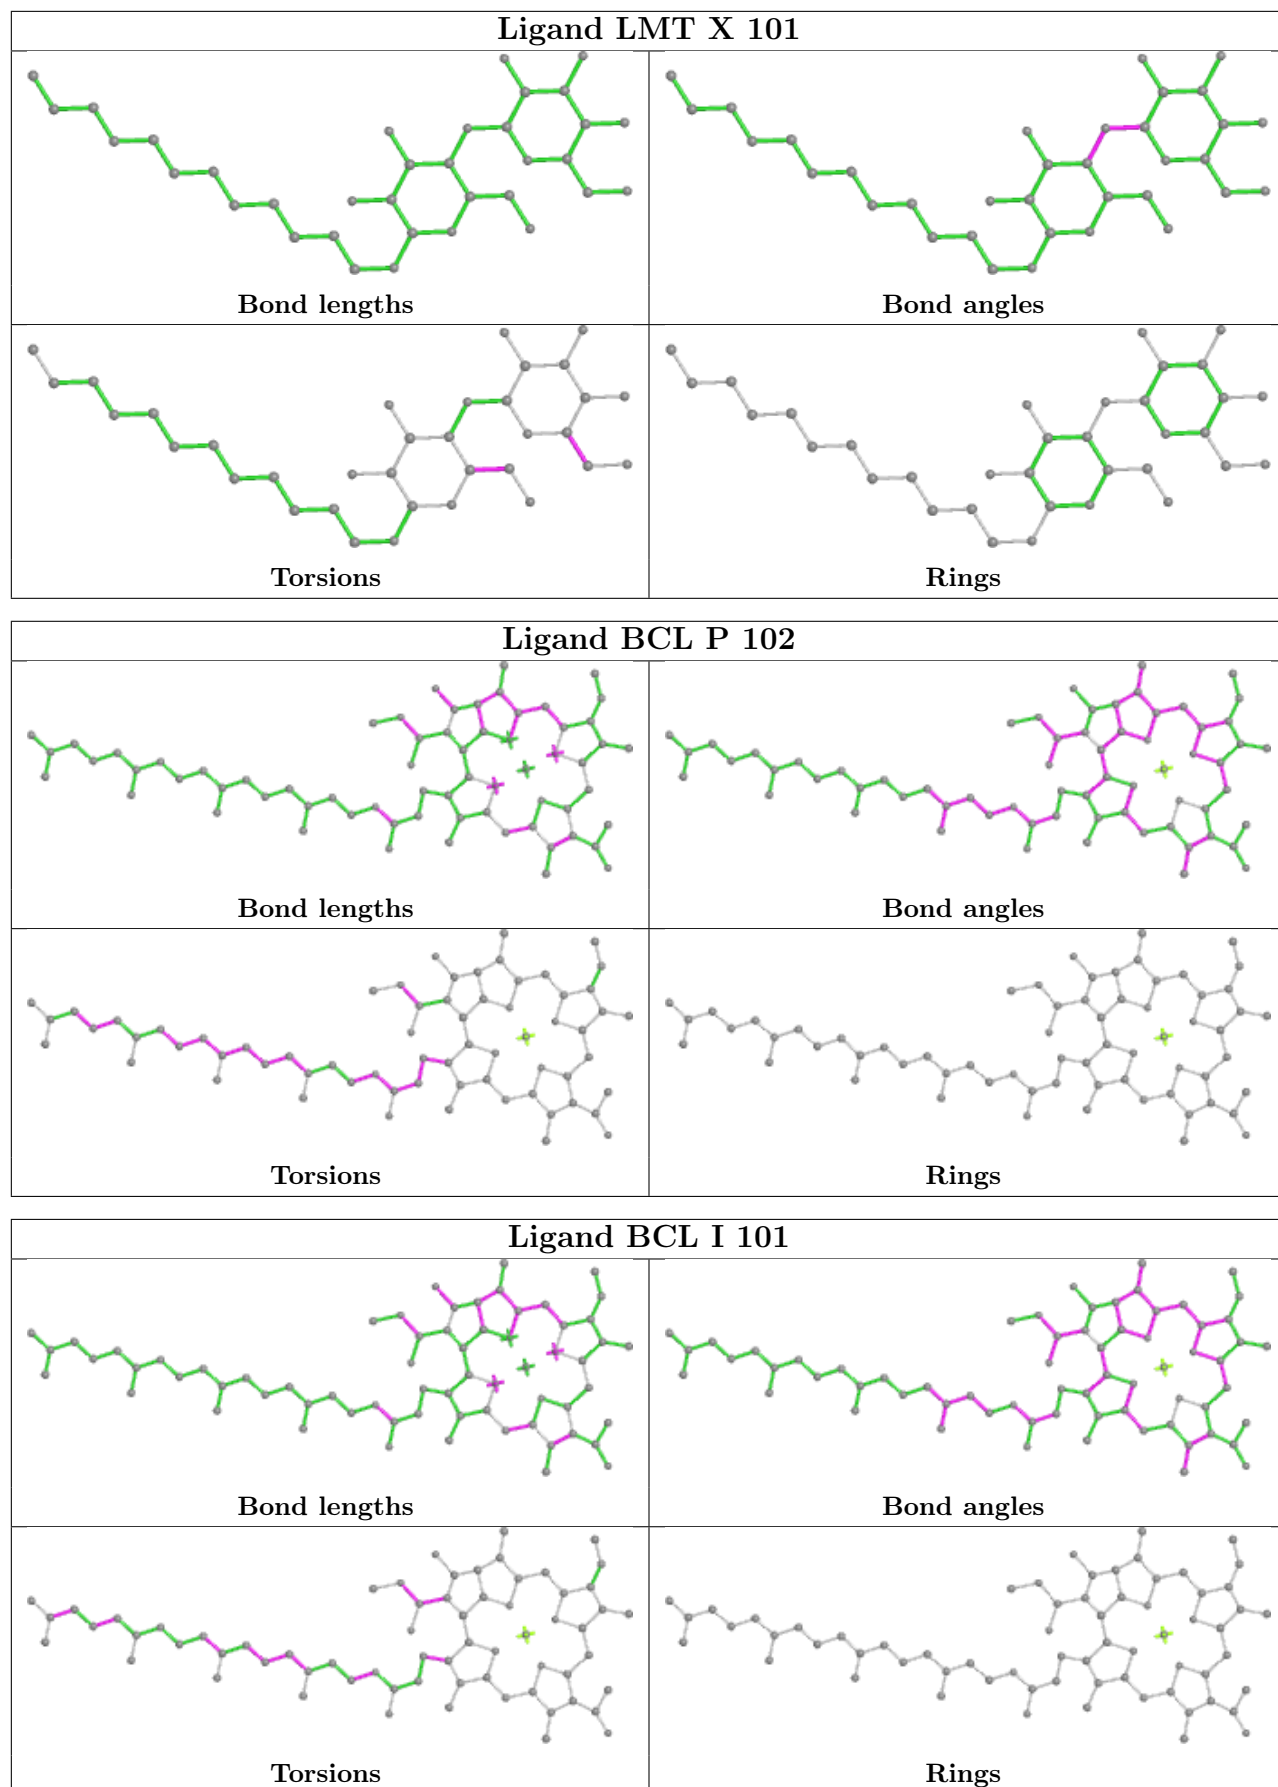 Ligand LMT X 101
Bond lengths
Bond angles
Torsions
Rings
Ligand BCL P 102
Bond lengths
Bond angles
Torsions
Rings
Ligand BCL I 101
Bond lengths
Bond angles
Torsions
Rings